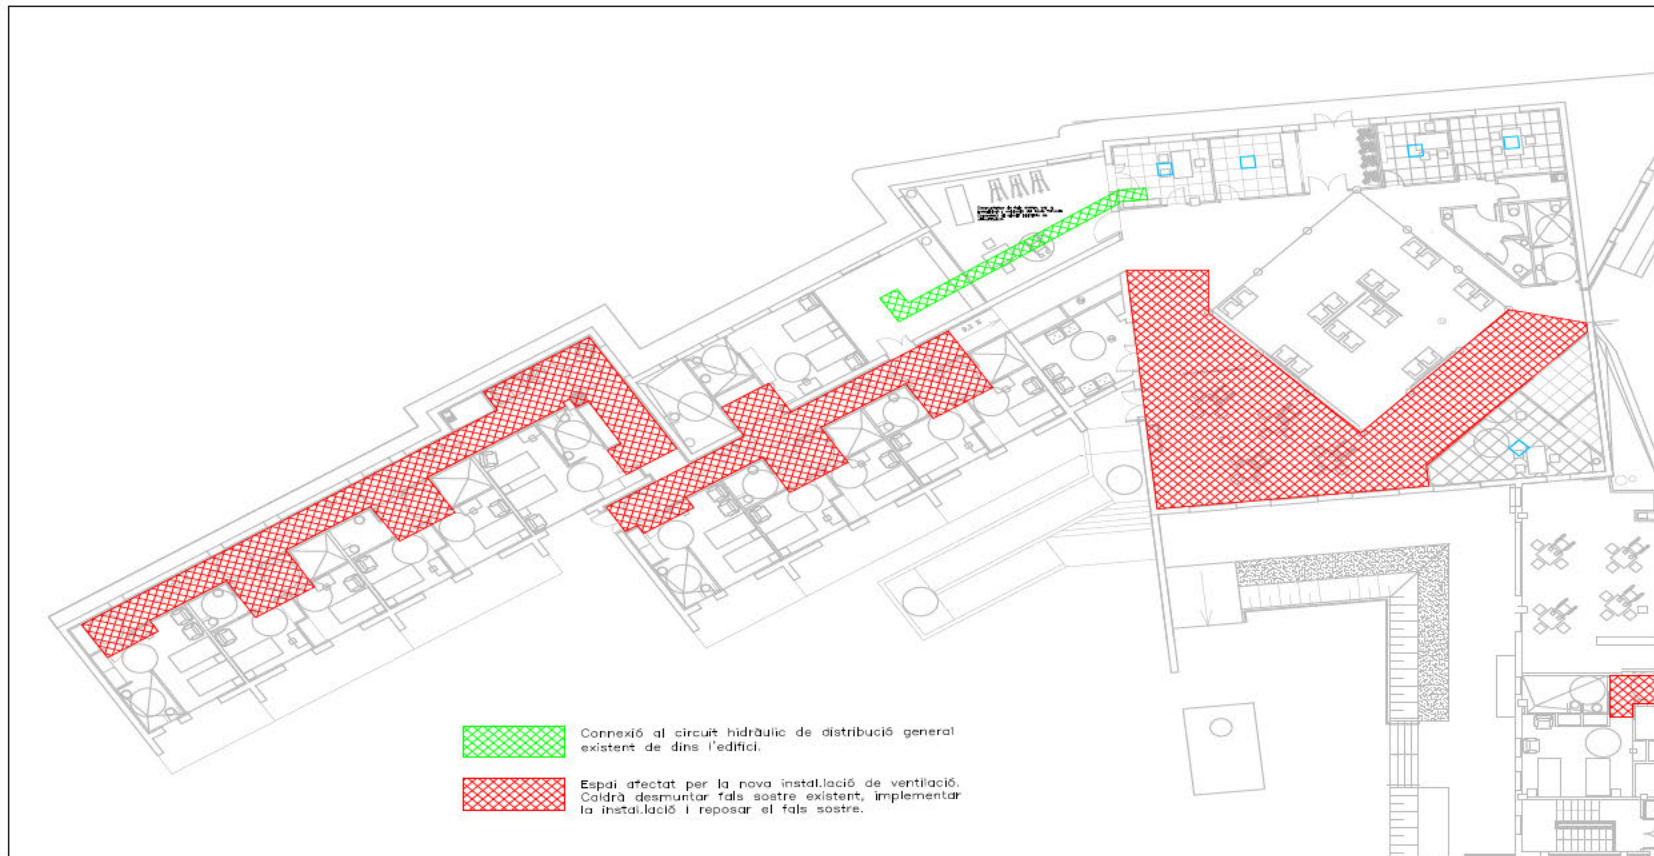 Connexió al circuit hidràulic de distribució general
existent de dins l'edifici.
Espai afectat per la nova instal.lació de ventilació.
Caldrà desmuntar fals sostre existent, implementar
la instal.lació i reposar el fals sostre.